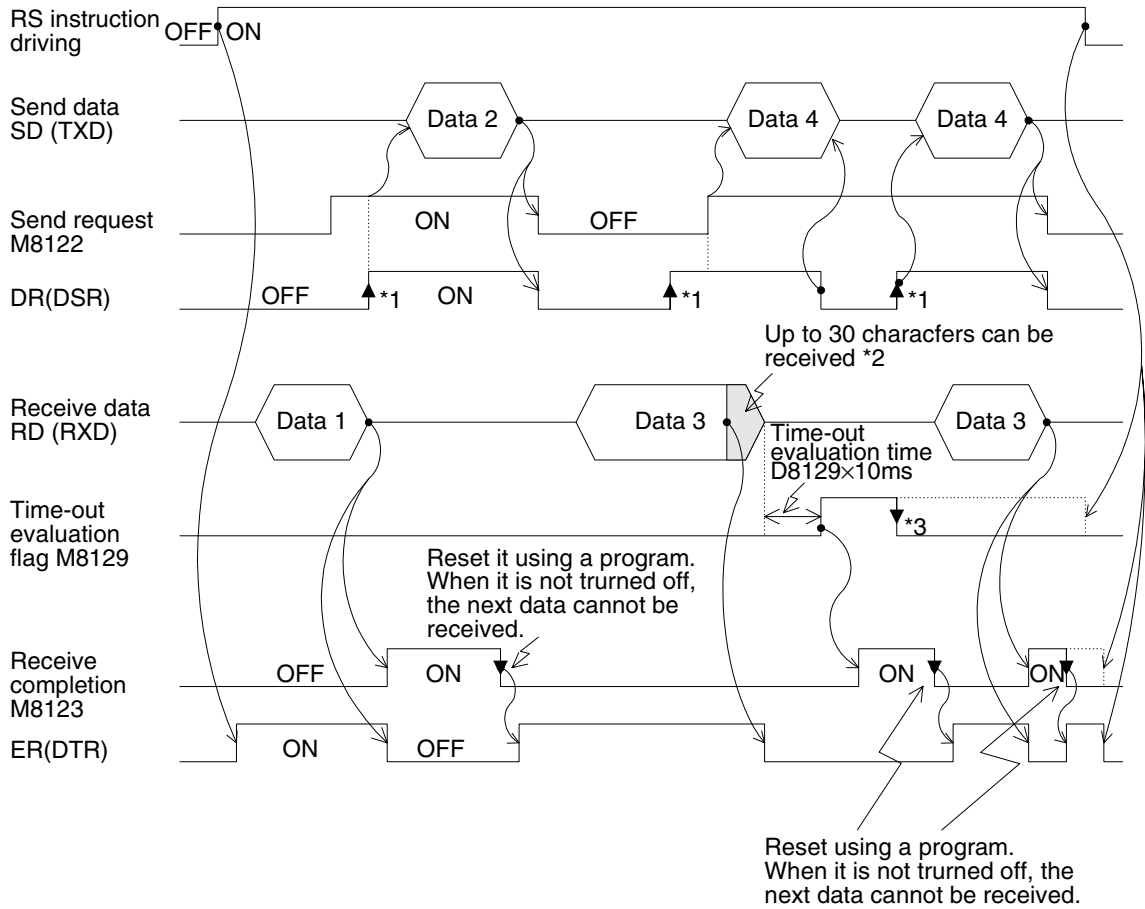 RS instruction
driving
OFF ON
Send data
SD (TXD)
Data 2
Data 4
Data 4
Send request
M8122
ON
OFF
DR(DSR)
OFF
*1
ON
*1
*1
Up to 30 characfers can be
received *2
Receive data
RD (RXD)
Data 1
Data 3
Data 3
Time-out
evaluation time
D8129×10ms
Time-out
evaluation
flag M8129
*3
Reset it using a program.
When it is not trurned off,
the next data cannot be
received.
Receive
completion
M8123
OFF
ON
ON
ON
ER(DTR)
ON
OFF
Reset using a program.
When it is not trurned off, the
next data cannot be received.